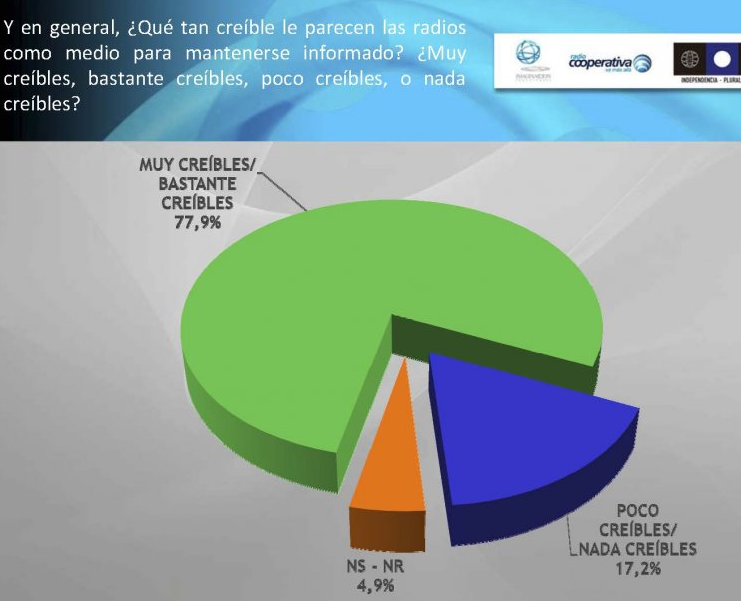 Y en general, ¿Qué tan creíble le parecen las radios
como medio para mantenerse informado? ¿Muy
creíbles, bastante creíbles, poco creíbles, o nada
creíbles?
radio
cooperativa
INDEPENDENCIA - PLURAL
MUY CREÍBLES/
BASTANTE
CREÍBLES
77,9%
POCO
CREÍBLES/
NADA CREÍBLES
17,2%
NS - NR
4,9%